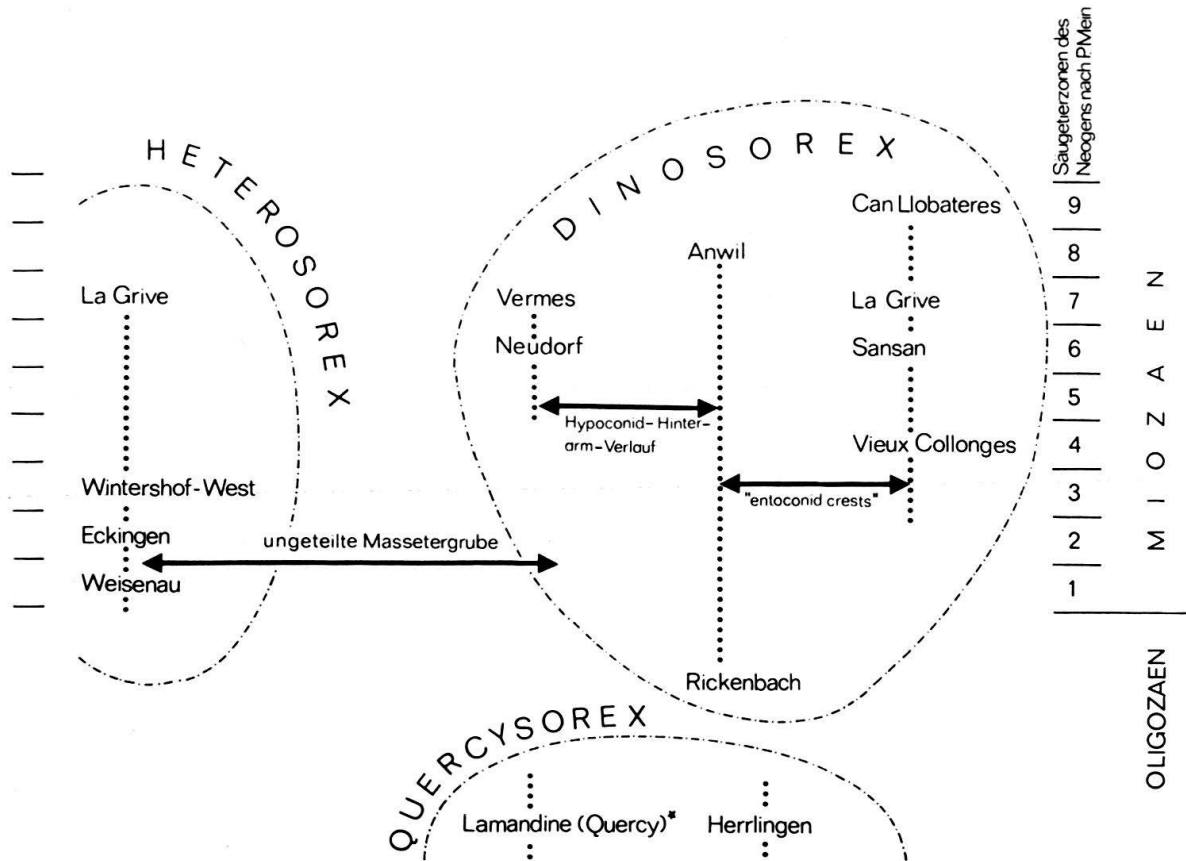 Saugetierzonen des
Neogens nach P.Mein
HETEROSOREX
DINOSOREX
Can Llobateres
9
Anwil
8
La Grive
Vermes
La Grive
7
Neudorf
Sansan
6
5
Hypoconid-Hinter-
arm-Verlauf
Vieux Collonges
4
Wintershof-West
"entoconid crests"
3
Eckingen
ungeteilte Massetergrube
2
Weisenau
1
MIOZAEN
Rickenbach
OLIGOZAEN
QUERCYSOREX
Lamandine (Quercy)*
Herrlingen